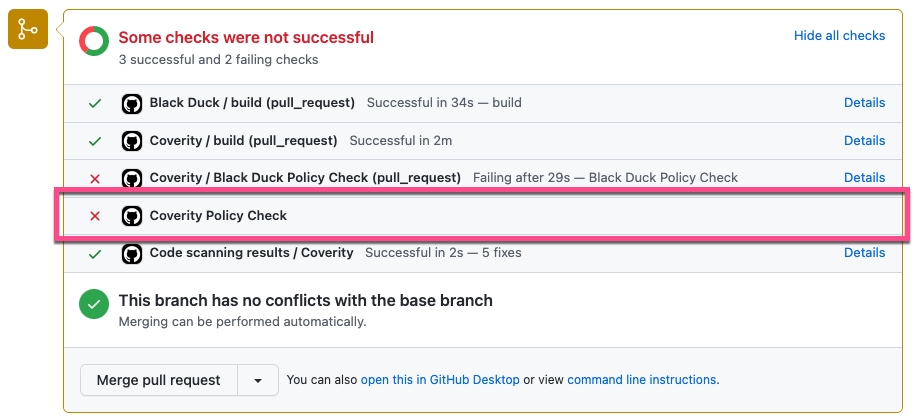 Some checks were not successful
Hide all checks
3 successful and 2 failing checks
Black Duck / build (pull_request) Successful in 34s — build Details
Coverity / build (pull_request) Successful in 2m Details
Coverity / Black Duck Policy Check (pull_request) Failing after 29s — Black Duck Policy Check Details
Coverity Policy Check
Code scanning results / Coverity Successful in 2s — 5 fixes Details
This branch has no conflicts with the base branch
Merging can be performed automatically.
Merge pull request You can also open this in GitHub Desktop or view command line instructions.